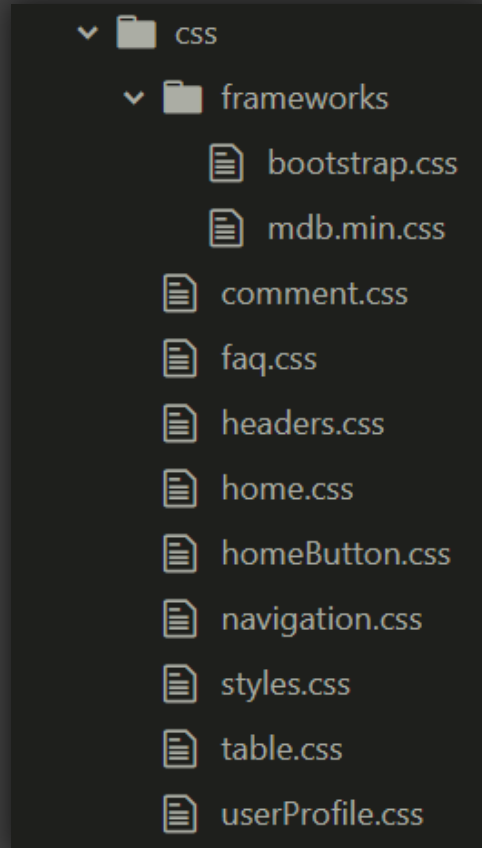 css
frameworks
bootstrap.css
mdb.min.css
comment.css
faq.css
headers.css
home.css
homeButton.css
navigation.css
styles.css
table.css
userProfile.css